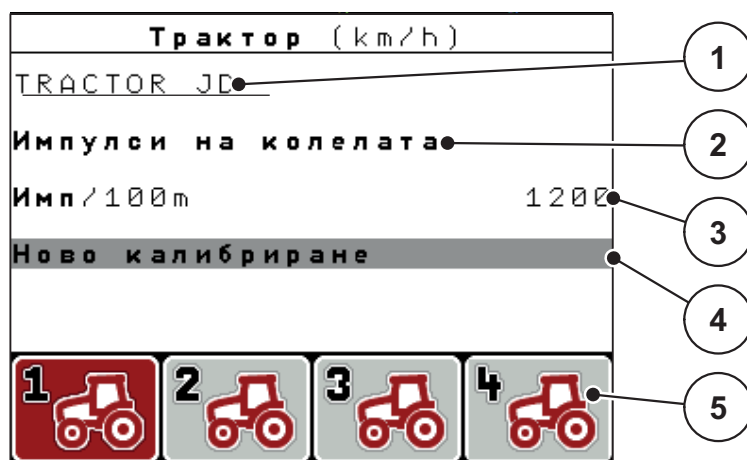 Трактор (km/h)
TRACTOR JD
Импулси на колелата
Имп/100m 1200
Ново калибриране
1 2 3 4
1
2
3
4
5